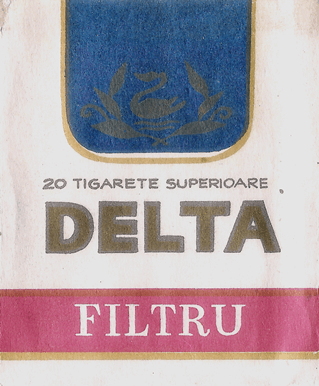 20 TIGARETE SUPERIOARE
DELTA
FILTRU